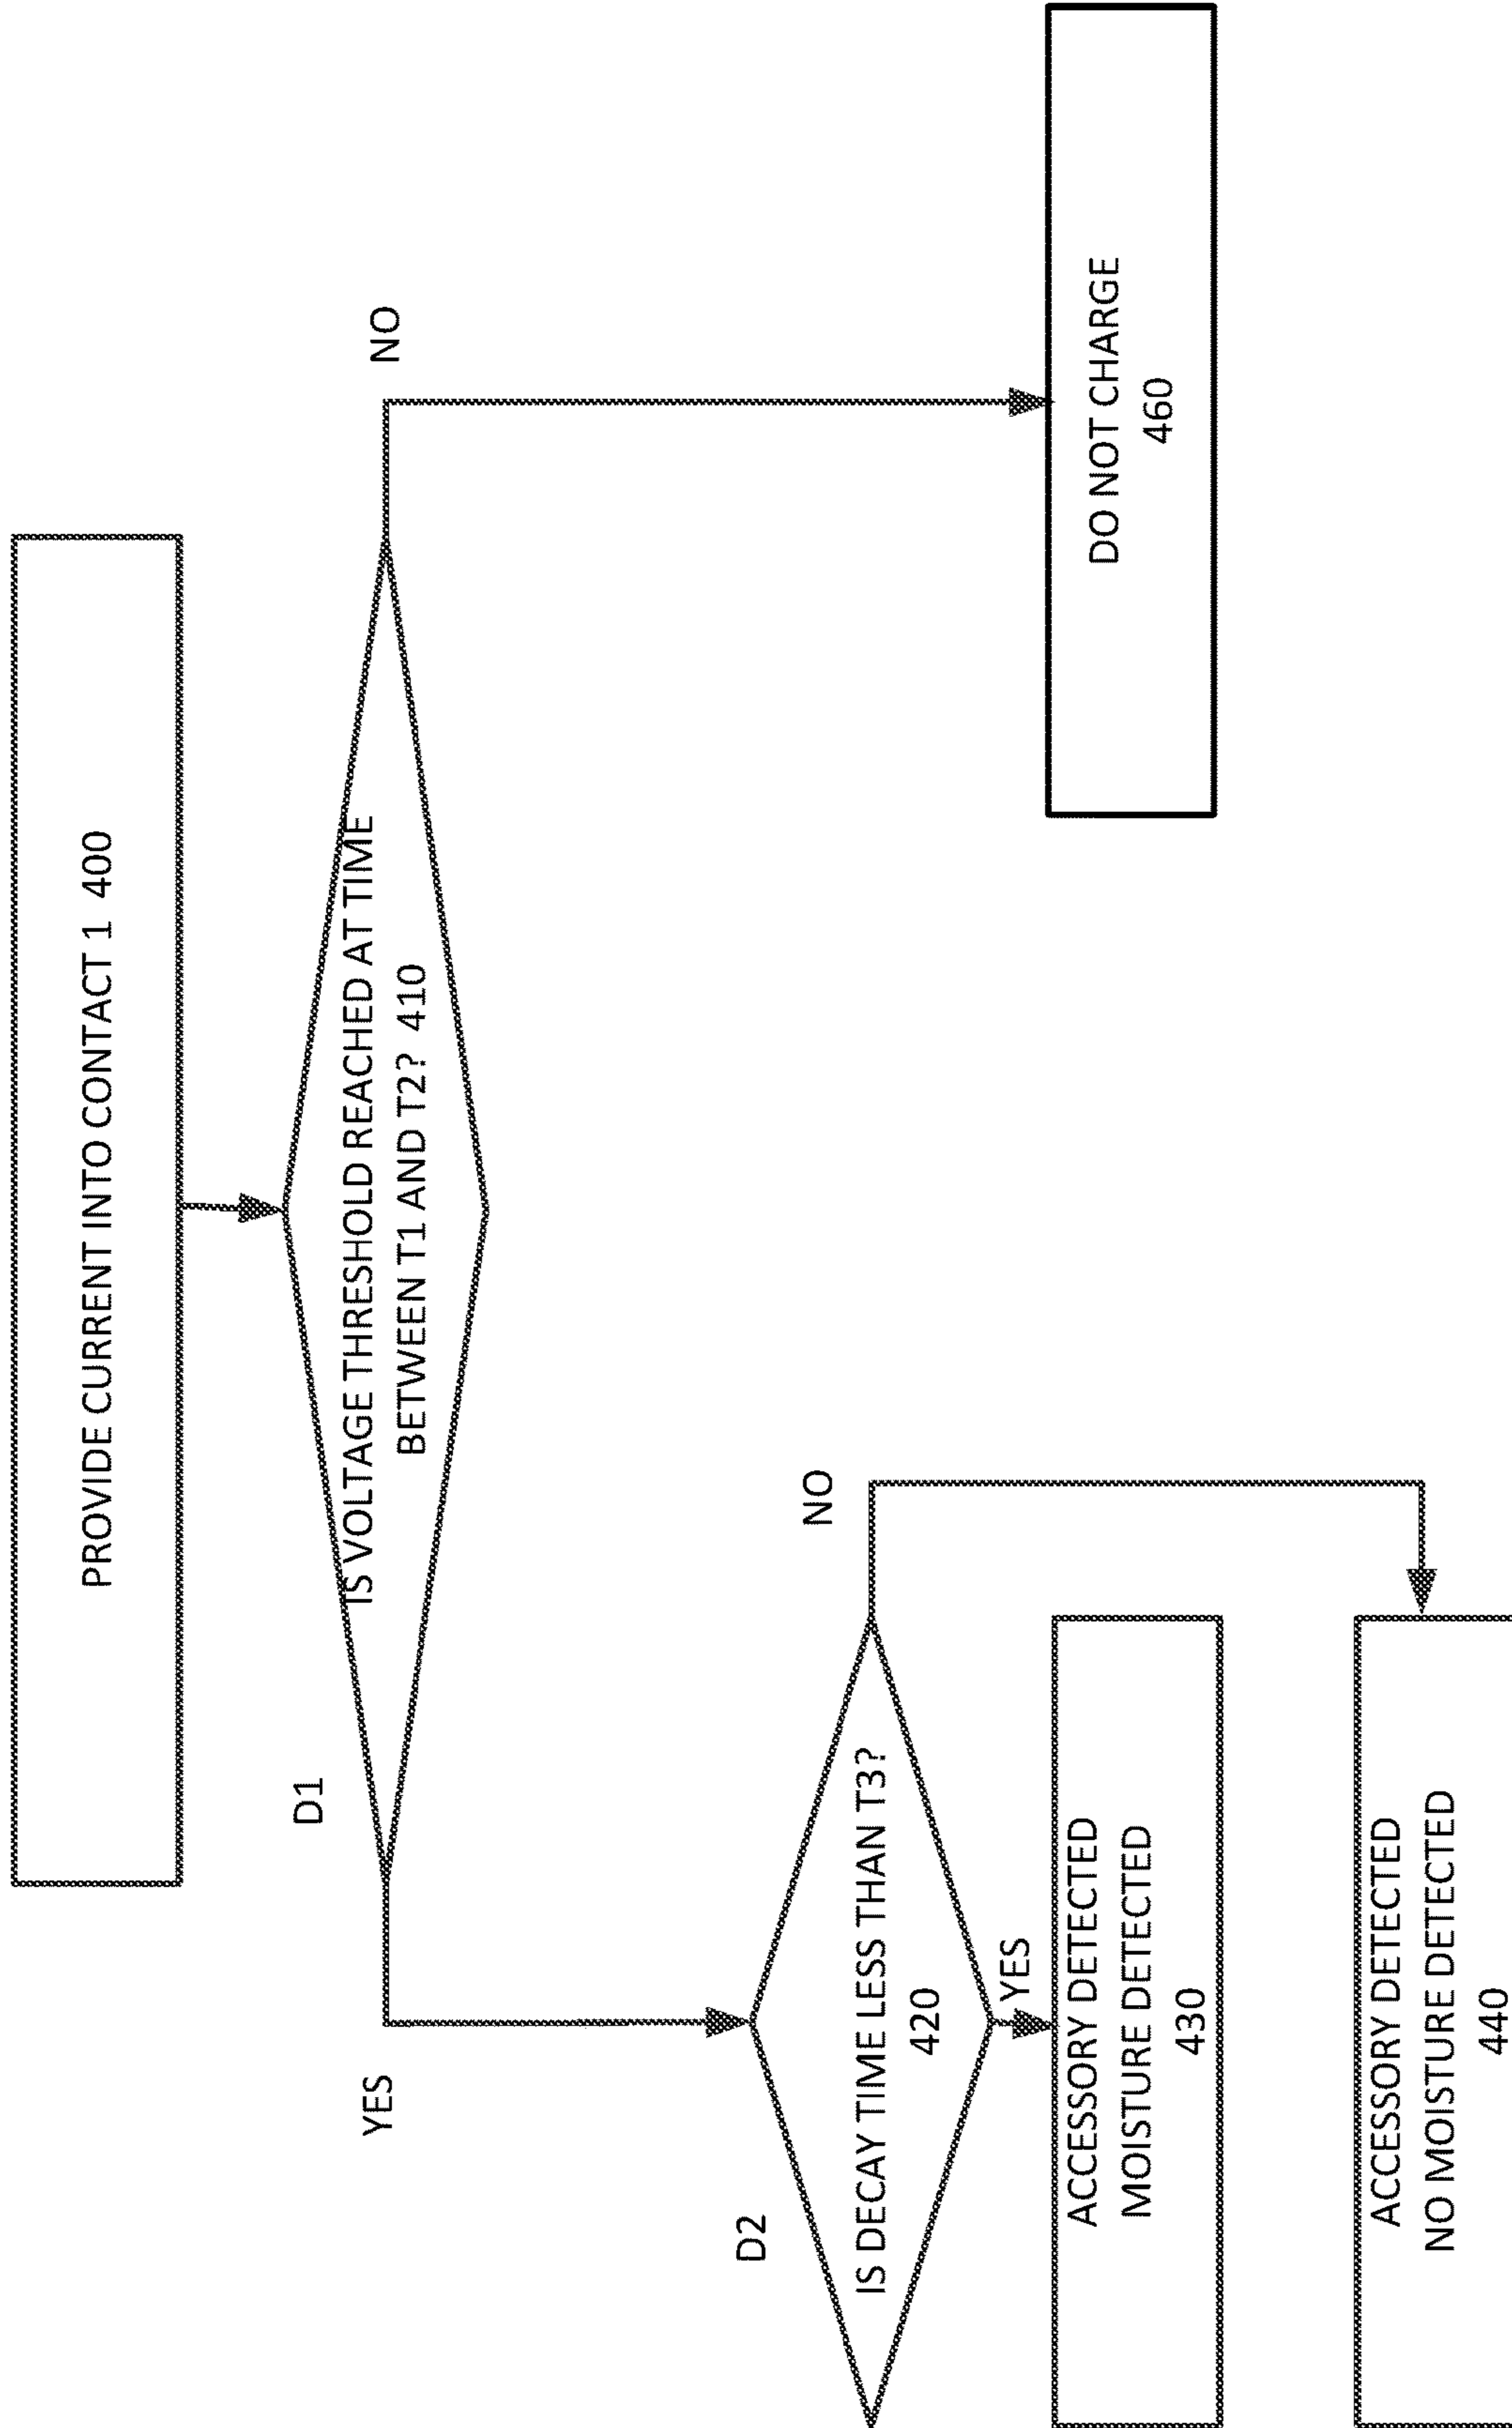 PROVIDE CURRENT INTO CONTACT 1 400
D1
IS VOLTAGE THRESHOLD REACHED AT TIME
BETWEEN T1 AND T2? 410
YES
NO
D2
IS DECAY TIME LESS THAN T3?
420
NO
YES
ACCESSORY DETECTED
MOISTURE DETECTED
430
DO NOT CHARGE
460
ACCESSORY DETECTED
NO MOISTURE DETECTED
440